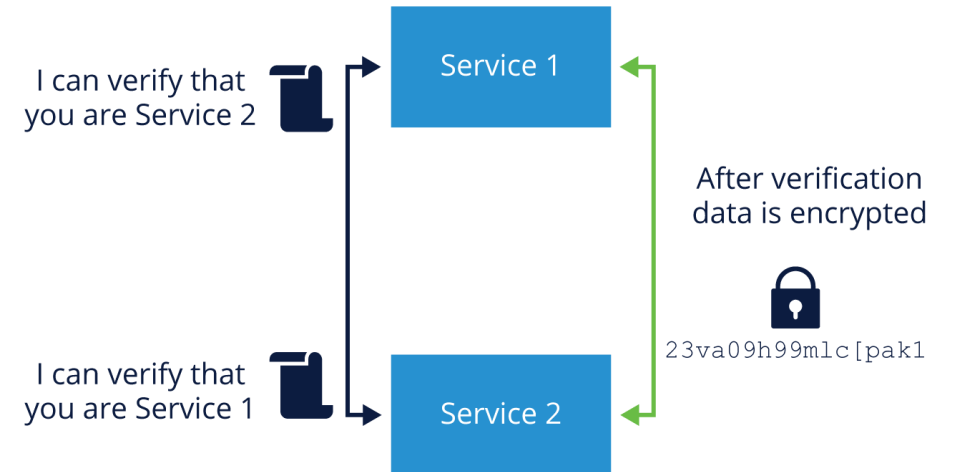 I can verify that
you are Service 2
Service 1
After verification
data is encrypted
23va09h99mlc[pak1
I can verify that
you are Service 1
Service 2